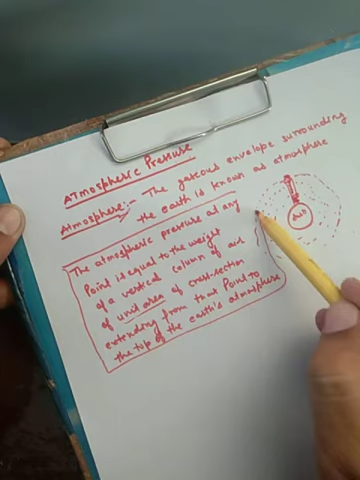 ATmospheric Pressure
Atmosphere:- The gaseous envelope surrounding
the earth is known as atmosphere
The atmospheric pressure at any
Point is equal to the weight
of a vertical column of air
of unit area of cross-section
extending from that Point to
the top of the earth's atmosphere